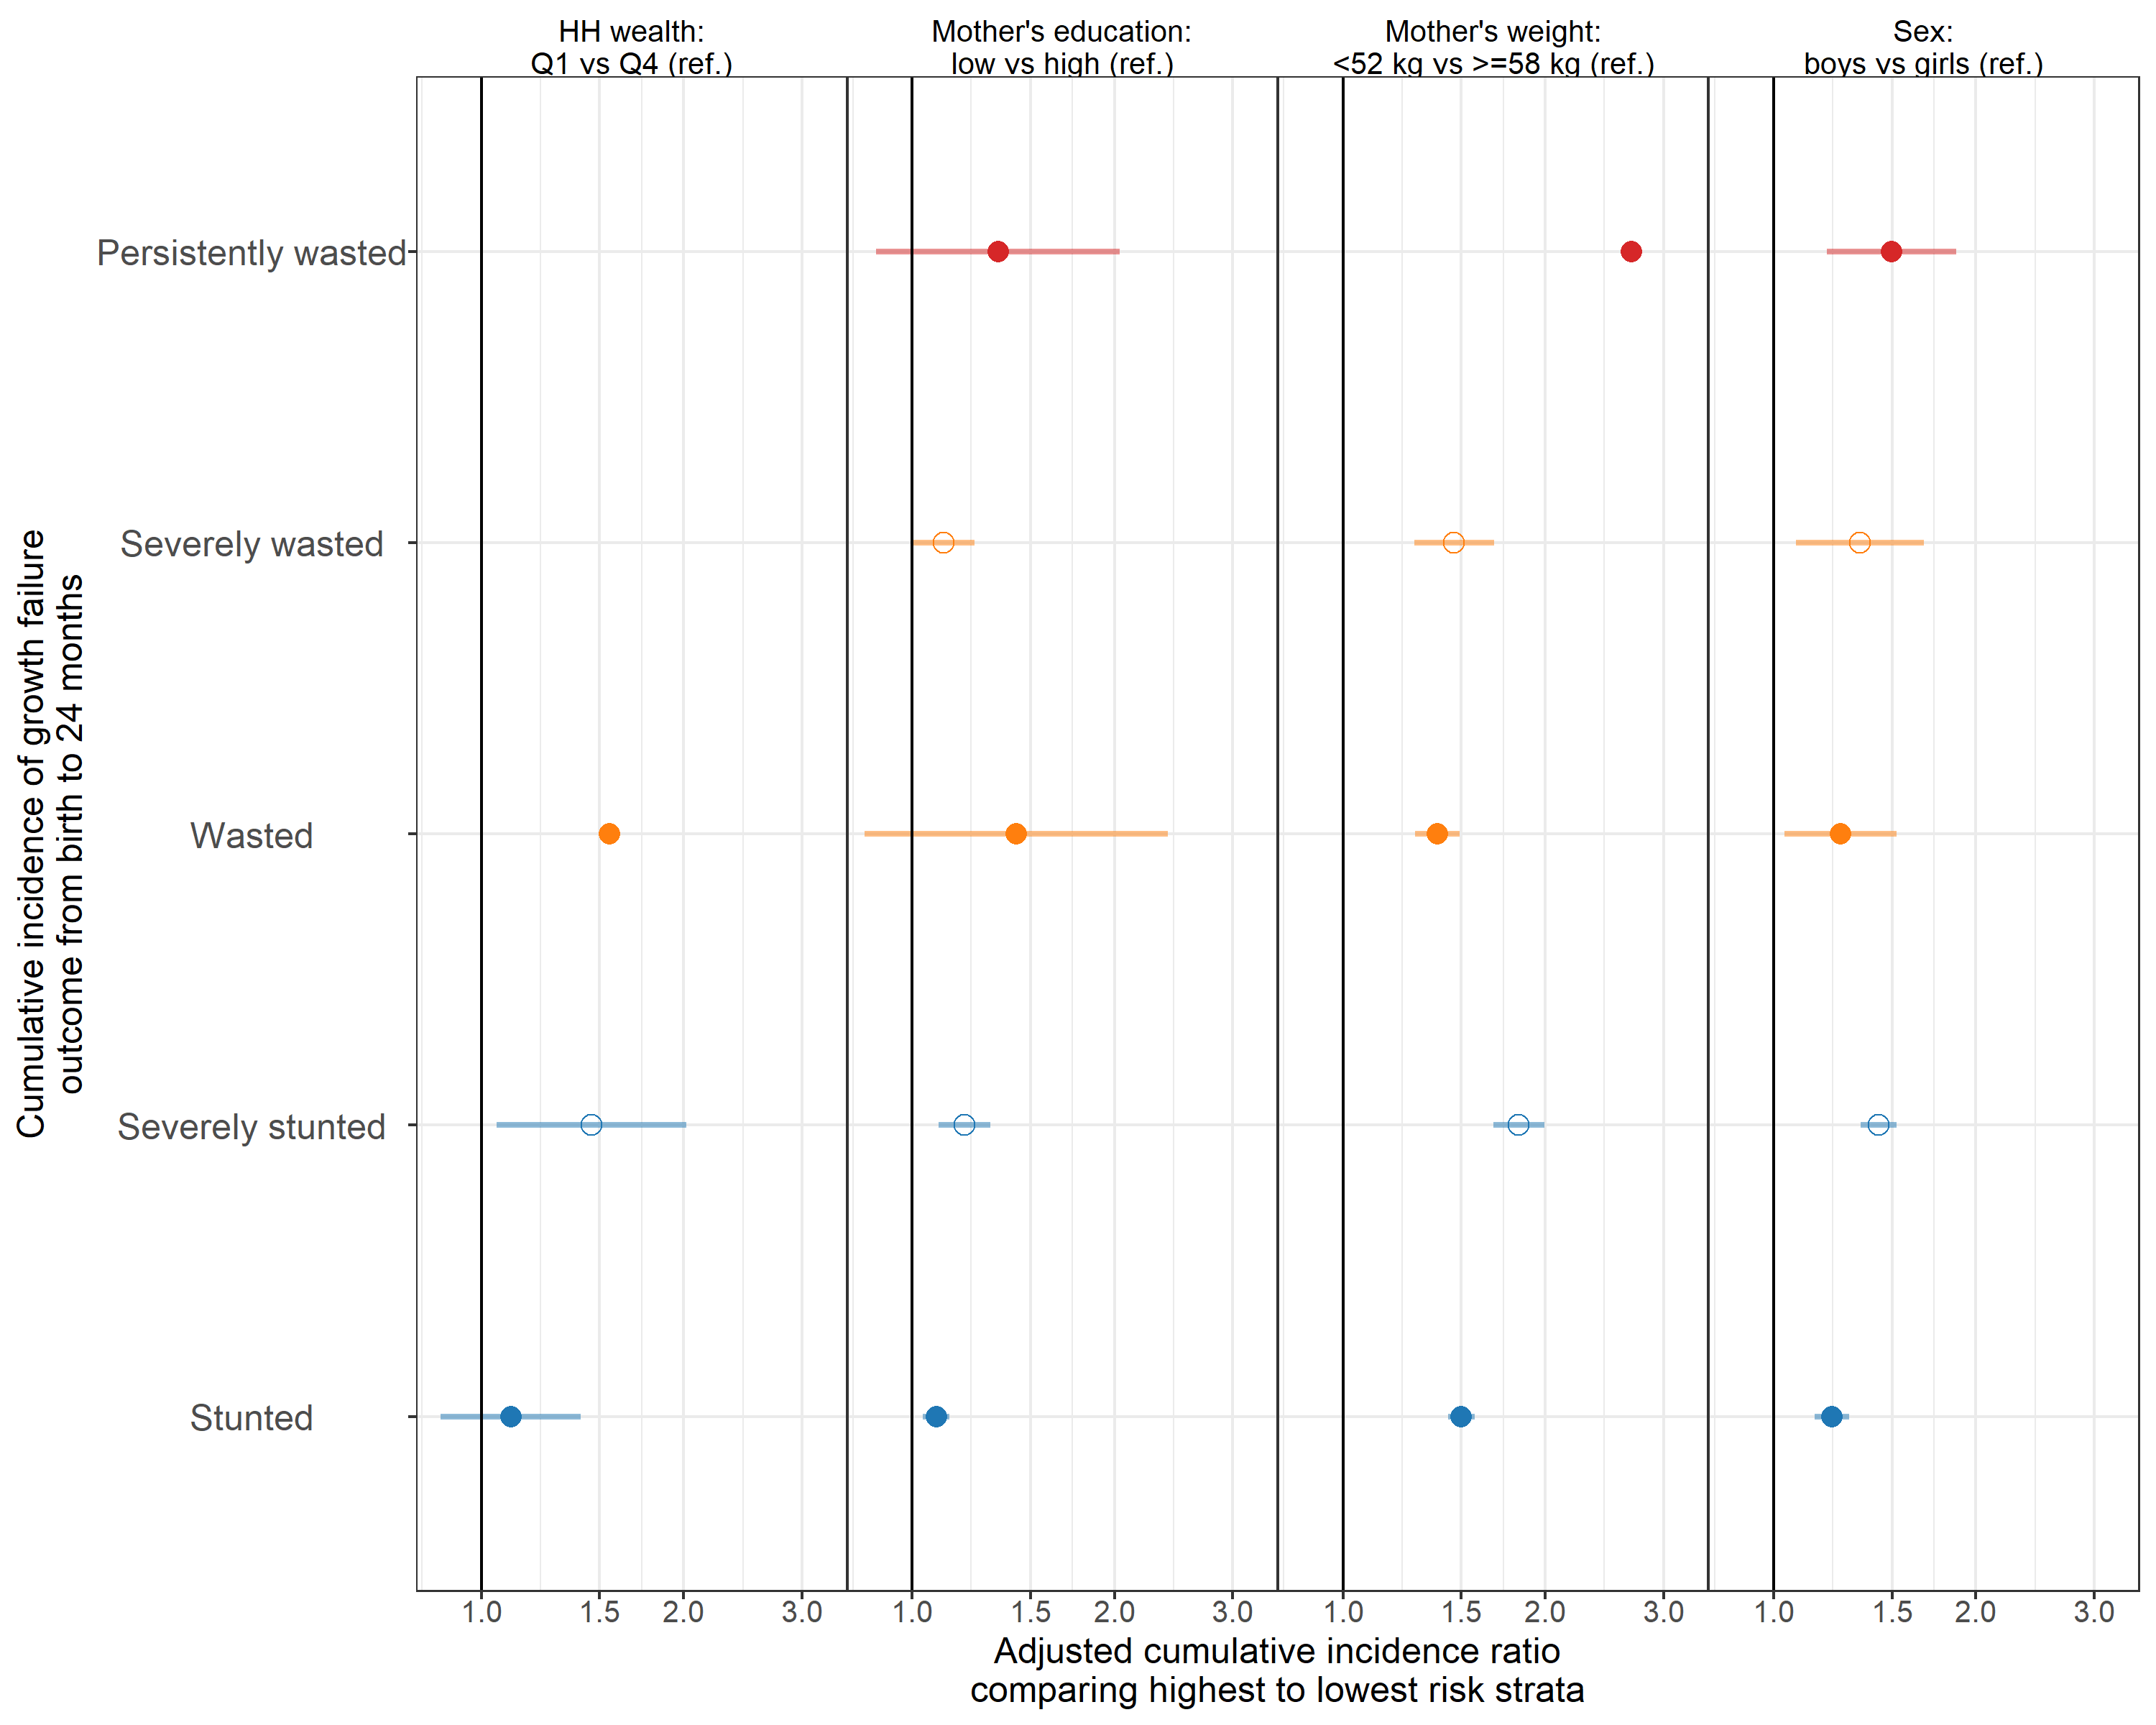 HH wealth:
Q1 vs Q4 (ref.)
Mother's education:
low vs high (ref.)
Mother's weight:
<52 kg vs >=58 kg (ref.)
Sex:
boys vs girls (ref.)
Cumulative incidence of growth failure
outcome from birth to 24 months
Persistently wasted
Severely wasted
Wasted
Severely stunted
Stunted
1.0 1.5 2.0 3.0 1.0 1.5 2.0 3.0 1.0 1.5 2.0 3.0 1.0 1.5 2.0 3.0
Adjusted cumulative incidence ratio
comparing highest to lowest risk strata